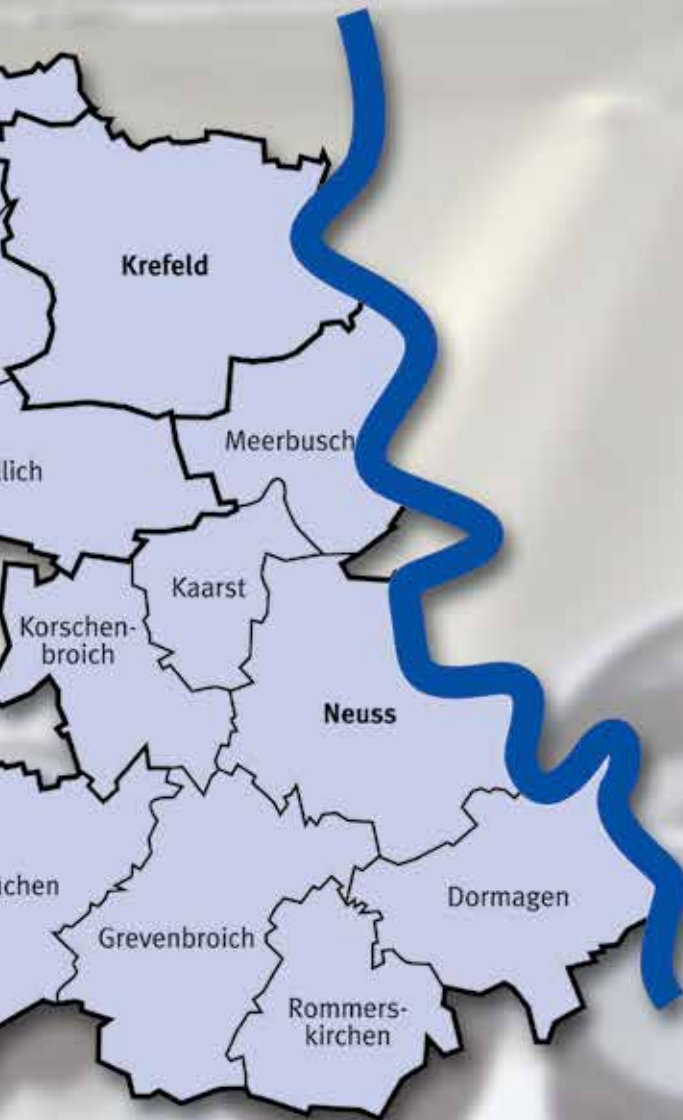 Krefeld
Meerbusch
llich
Kaarst
Korschen-
broich
Neuss
ichen
Dormagen
Grevenbroich
Rommers-
kirchen